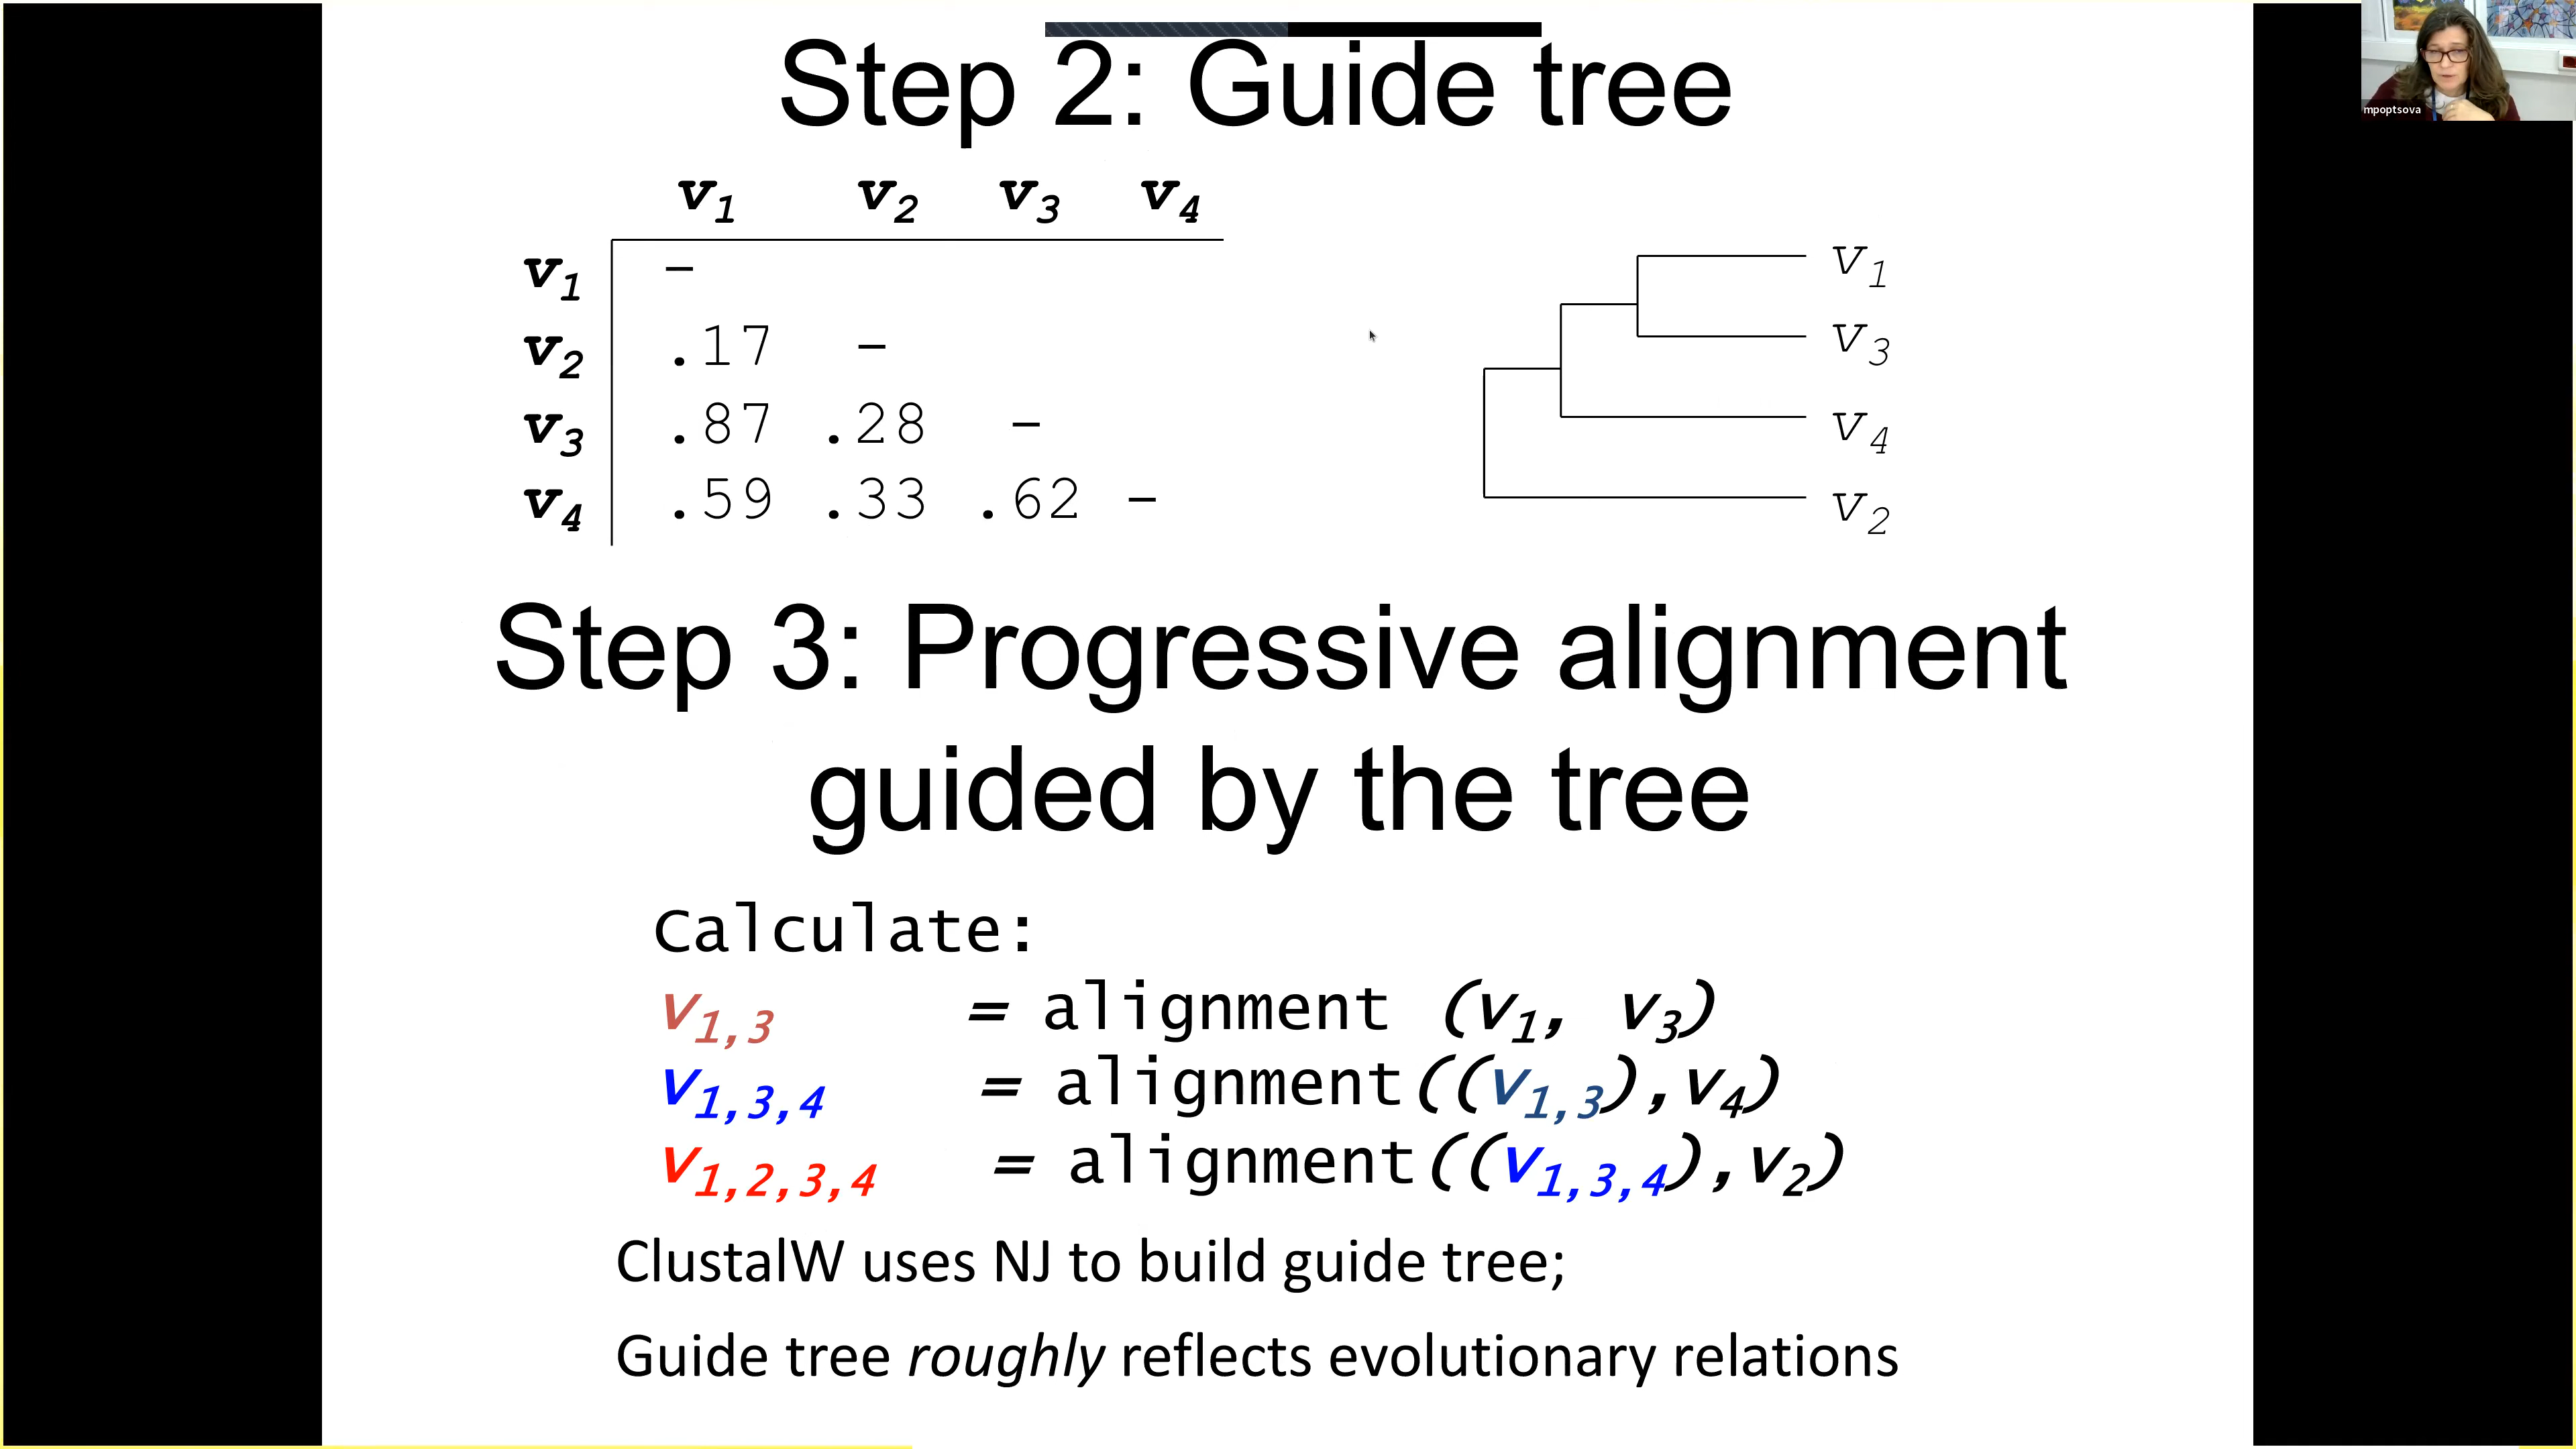 Step 2: Guide tree
mpoptsova
v1 v2 v3 v4
v1 –
v2 .17 –
v3 .87 .28 –
v4 .59 .33 .62 –
v1
v3
v4
v2
Step 3: Progressive alignment
guided by the tree
Calculate:
v1,3 = alignment (v1, v3)
v1,3,4 = alignment((v1,3),v4)
v1,2,3,4 = alignment((v1,3,4),v2)
ClustalW uses NJ to build guide tree;
Guide tree roughly reflects evolutionary relations